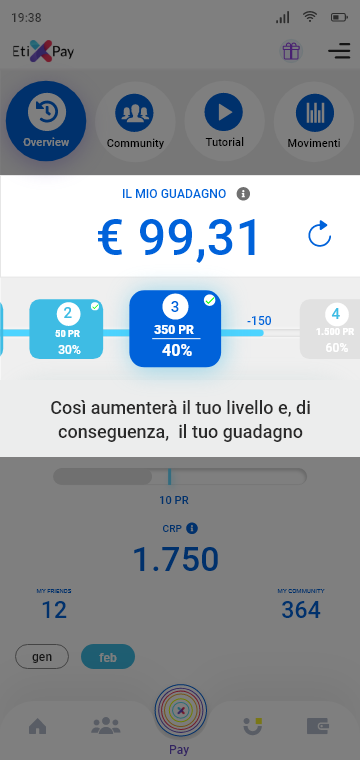 19:38
EtiXPay
Overview
Community
Tutorial
Movimenti
IL MIO GUADAGNO
€ 99,31
2
50 PR
30%
3
350 PR
40%
-150
4
1.500 PR
60%
Così aumenterà il tuo livello e, di
conseguenza, il tuo guadagno
10 PR
CRP
1.750
MY FRIENDS
12
MY COMMUNITY
364
gen
feb
Pay